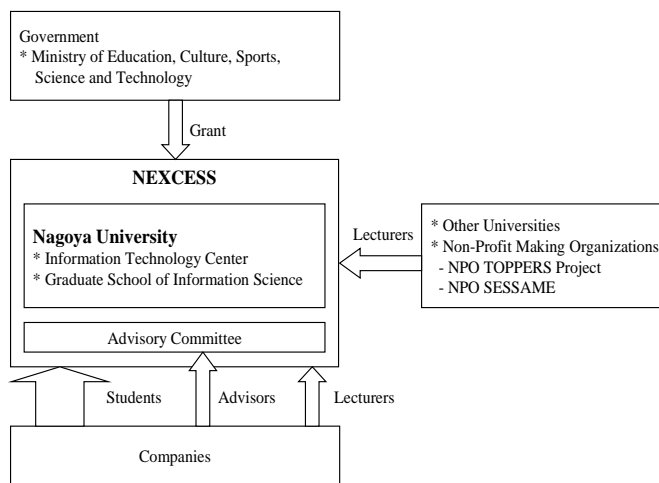 Government
* Ministry of Education, Culture, Sports,
Science and Technology
Grant
NEXCESS
Nagoya University
* Information Technology Center
* Graduate School of Information Science
Advisory Committee
Lecturers
* Other Universities
* Non-Profit Making Organizations
- NPO TOPPERS Project
- NPO SESSAME
Students
Advisors
Lecturers
Companies